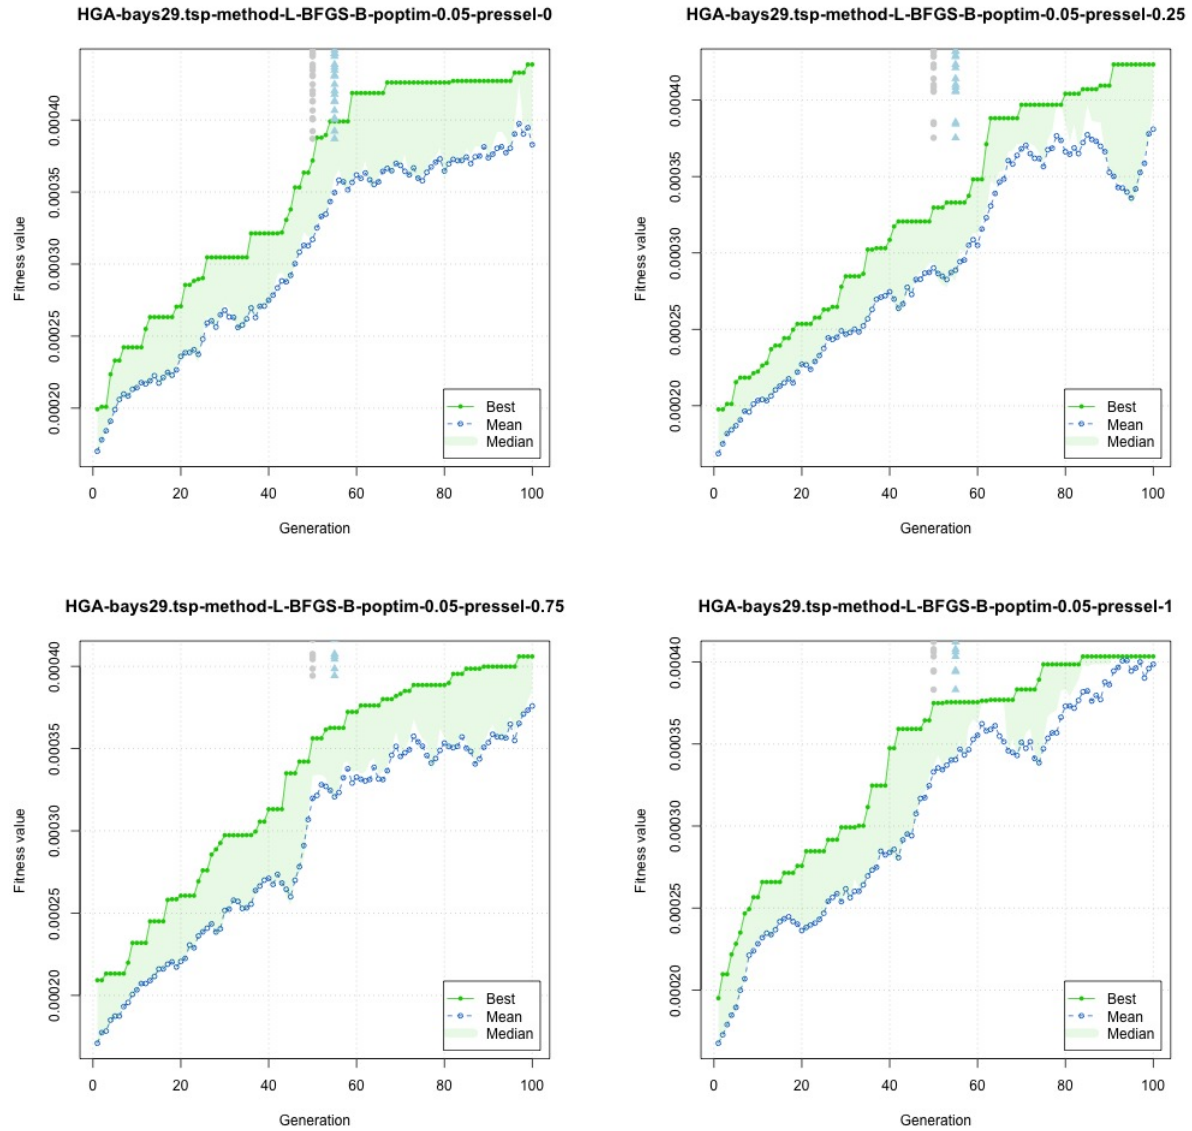 HGA-bays29.tsp-method-L-BFGS-B-poptim-0.05-pressel-0
Fitness value
0.00020 0.00025 0.00030 0.00035 0.00040
Best
Mean
Median
0 20 40 60 80 100
Generation
HGA-bays29.tsp-method-L-BFGS-B-poptim-0.05-pressel-0.25
Fitness value
0.00020 0.00025 0.00030 0.00035 0.00040
Best
Mean
Median
0 20 40 60 80 100
Generation
HGA-bays29.tsp-method-L-BFGS-B-poptim-0.05-pressel-0.75
Fitness value
0.00020 0.00025 0.00030 0.00035 0.00040
Best
Mean
Median
0 20 40 60 80 100
Generation
HGA-bays29.tsp-method-L-BFGS-B-poptim-0.05-pressel-1
Fitness value
0.00020 0.00025 0.00030 0.00035 0.00040
Best
Mean
Median
0 20 40 60 80 100
Generation